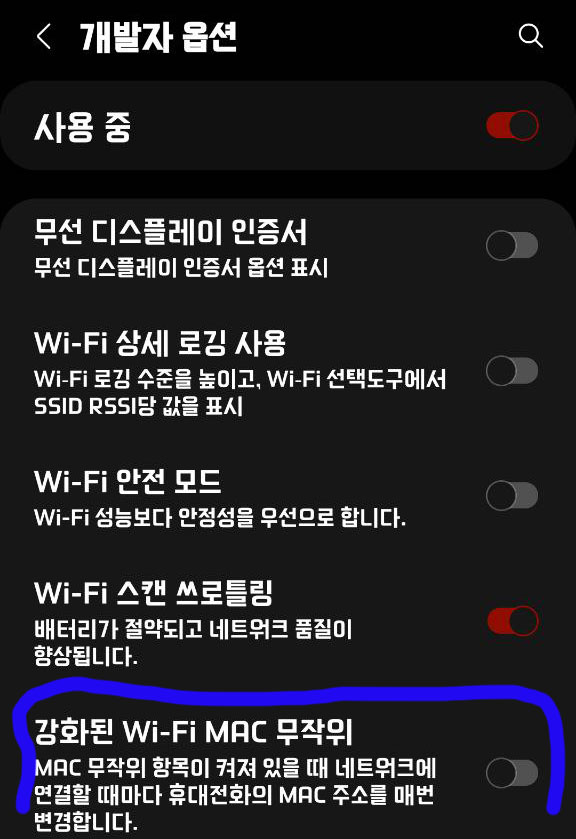 개발자 옵션
사용 중
무선 디스플레이 인증서
무선 디스플레이 인증서 옵션 표시
Wi-Fi 상세 로깅 사용
Wi-Fi 로깅 수준을 높이고, Wi-Fi 선택도구에서
SSID RSSI당 값을 표시
Wi-Fi 안전 모드
Wi-Fi 성능보다 안정성을 우선으로 합니다.
Wi-Fi 스캔 쓰로틀링
배터리가 절약되고 네트워크 품질이
향상됩니다.
강화된 Wi-Fi MAC 무작위
MAC 무작위 항목이 켜져 있을 때 네트워크에
연결할 때마다 휴대전화의 MAC 주소를 매번
변경합니다.